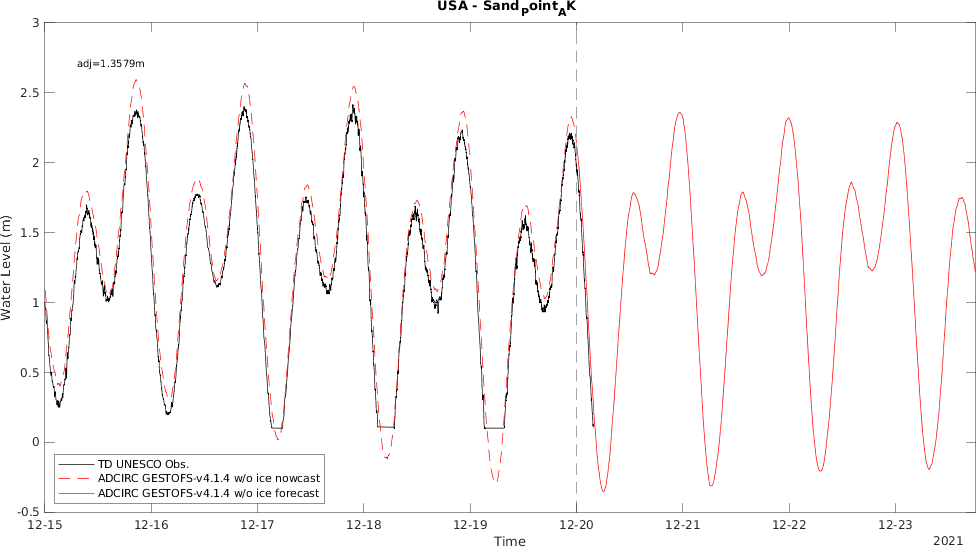 USA - SandPointAK
adj=1.3579m
3
2.5
2
1.5
1
0.5
0
-0.5
Water Level (m)
TD UNESCO Obs.
ADCIRC GESTOFS-v4.1.4 w/o ice nowcast
ADCIRC GESTOFS-v4.1.4 w/o ice forecast
12-15 12-16 12-17 12-18 12-19 12-20 12-21 12-22 12-23
Time
2021